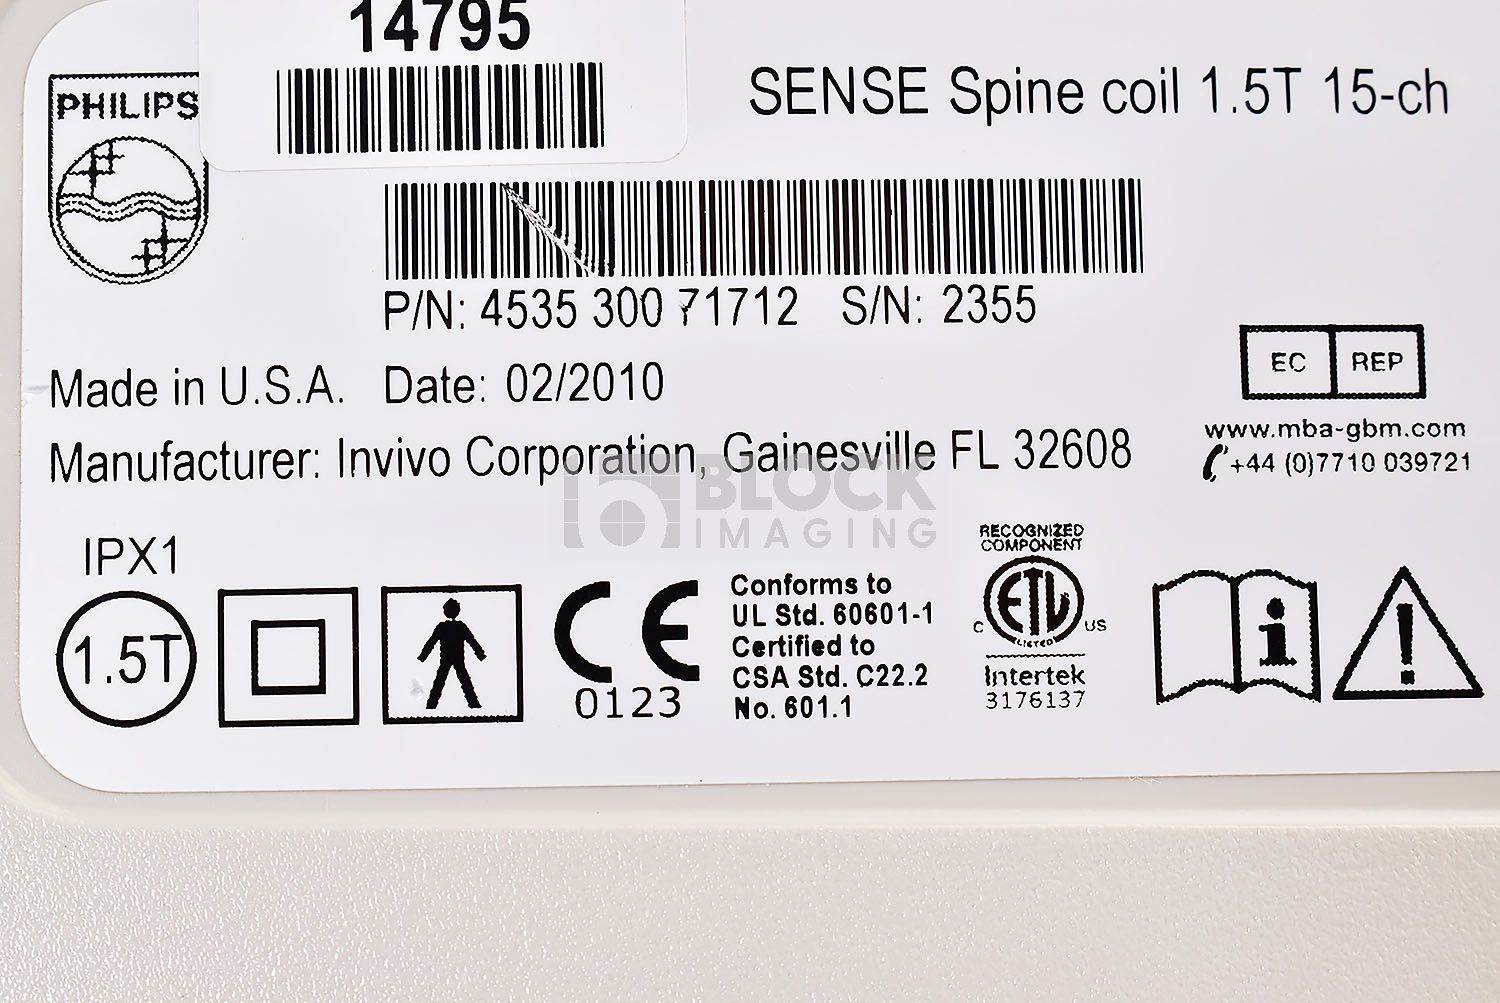 14795
PHILIPS
SENSE Spine coil 1.5T 15-ch
P/N: 4535 300 71712 S/N: 2355
Made in U.S.A. Date: 02/2010
Manufacturer: Invivo Corporation, Gainesville FL 32608
EC REP
www.mba-gbm.com
+44 (0)7710 039721
BLOCK
IMAGING
IPX1
1.5T
CE
0123
Conforms to
UL Std. 60601-1
Certified to
CSA Std. C22.2
No. 601.1
RECOGNIZED
COMPONENT
ETL
C US
LISTED
Intertek
3176137
i
!